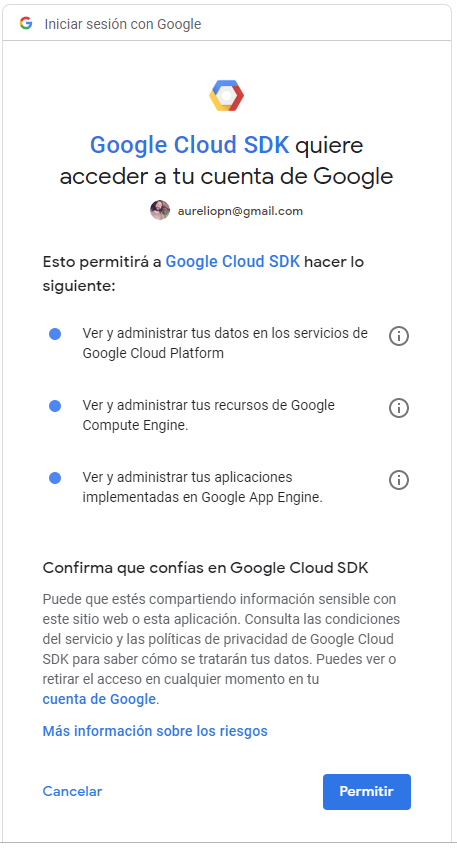 Iniciar sesión con Google
Google Cloud SDK quiere
acceder a tu cuenta de Google
aureliopn@gmail.com
Esto permitirá a Google Cloud SDK hacer lo
siguiente:
Ver y administrar tus datos en los servicios de
Google Cloud Platform
Ver y administrar tus recursos de Google
Compute Engine.
Ver y administrar tus aplicaciones
implementadas en Google App Engine.
Confirma que confías en Google Cloud SDK
Puede que estés compartiendo información sensible con
este sitio web o esta aplicación. Consulta las condiciones
del servicio y las políticas de privacidad de Google Cloud
SDK para saber cómo se tratarán tus datos. Puedes ver o
retirar el acceso en cualquier momento en tu
cuenta de Google.
Más información sobre los riesgos
Cancelar
Permitir